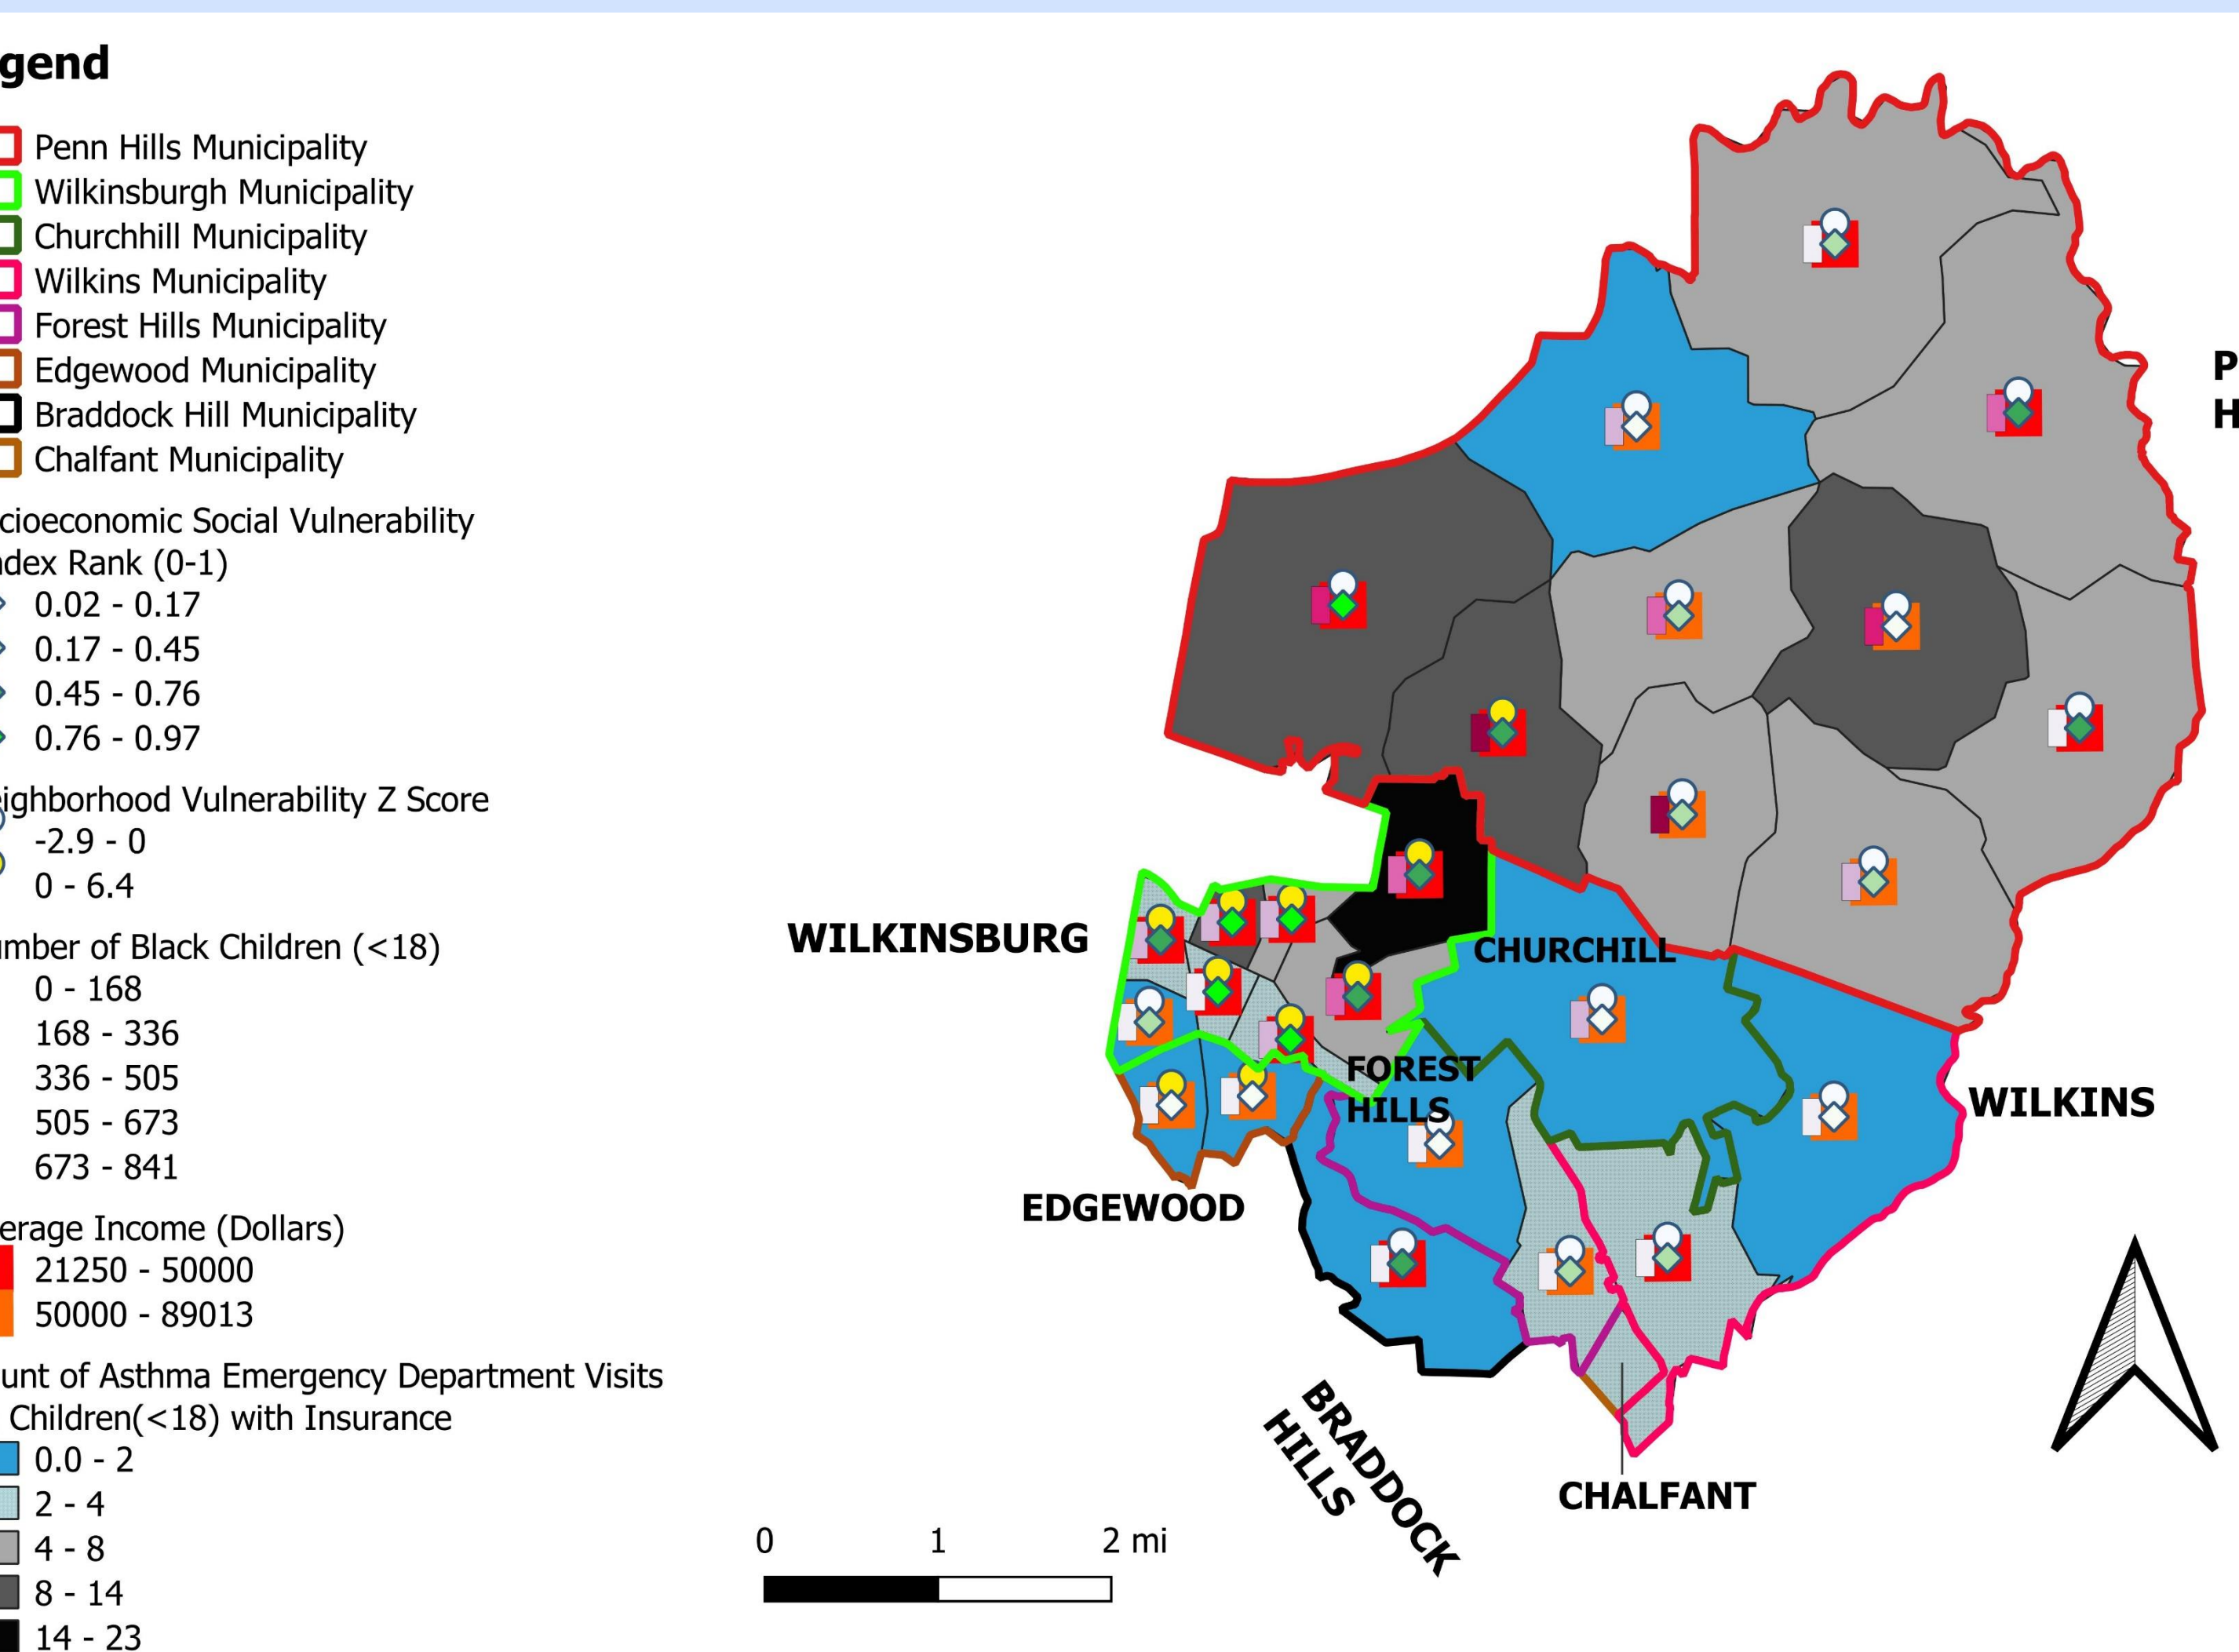 gend
Penn Hills Municipality
Wilkinsburgh Municipality
Churchhill Municipality
Wilkins Municipality
Forest Hills Municipality
Edgewood Municipality
Braddock Hill Municipality
Chalfant Municipality
cioeconomic Social Vulnerability
dex Rank (0-1)
0.02 - 0.17
0.17 - 0.45
0.45 - 0.76
0.76 - 0.97
ighborhood Vulnerability Z Score
-2.9 - 0
0 - 6.4
mber of Black Children (<18)
0 - 168
168 - 336
336 - 505
505 - 673
673 - 841
erage Income (Dollars)
21250 - 50000
50000 - 89013
unt of Asthma Emergency Department Visits
Children(<18) with Insurance
0.0 - 2
2 - 4
4 - 8
8 - 14
14 - 23
P
H
WILKINSBURG
CHURCHILL
FOREST
HILLS
WILKINS
EDGEWOOD
BRADDOCK
HILLS
CHALFANT
0 1 2 mi